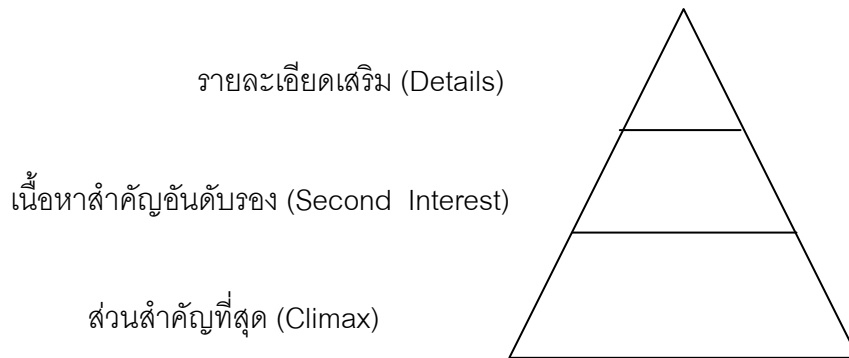 รายละเอียดเสริม (Details)
เนื้อหาสำคัญอันดับรอง (Second Interest)
ส่วนสำคัญที่สุด (Climax)